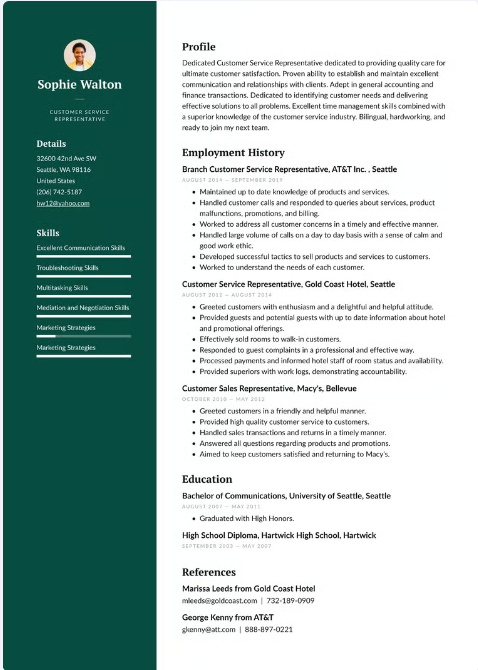 Sophie Walton
CUSTOMER SERVICE
REPRESENTATIVE
Details
32600 42nd Ave SW
Seattle, WA 98116
United States
(206) 742-5187
hw12@yahoo.com
Skills
Excellent Communication Skills
Troubleshooting Skills
Multitasking Skills
Mediation and Negotiation Skills
Marketing Strategies
Marketing Strategies
Profile
Dedicated Customer Service Representative dedicated to providing quality care for
ultimate customer satisfaction. Proven ability to establish and maintain excellent
communication and relationships with clients. Adept in general accounting and
finance transactions. Dedicated to identifying customer needs and delivering
effective solutions to all problems. Excellent time management skills combined with
a superior knowledge of the customer service industry. Bilingual, hardworking, and
ready to join my next team.
Employment History
Branch Customer Service Representative, AT&T Inc. , Seattle
AUGUST 2014 — SEPTEMBER 2019
• Maintained up to date knowledge of products and services.
• Handled customer calls and responded to queries about services, product
malfunctions, promotions, and billing.
• Worked to address all customer concerns in a timely and effective manner.
• Handled large volume of calls on a day to day basis with a sense of calm and
good work ethic.
• Developed successful tactics to sell products and services to customers.
• Worked to understand the needs of each customer.
Customer Service Representative, Gold Coast Hotel, Seattle
AUGUST 2012 — AUGUST 2014
• Greeted customers with enthusiasm and a delightful and helpful attitude.
• Provided guests and potential guests with up to date information about hotel
and promotional offerings.
• Effectively sold rooms to walk-in customers.
• Responded to guest complaints in a professional and effective way.
• Processed payments and informed hotel staff of room status and availability.
• Provided superiors with work logs, demonstrating accountability.
Customer Sales Representative, Macy's, Bellevue
OCTOBER 2010 — MAY 2012
• Greeted customers in a friendly and helpful manner.
• Provided high quality customer service to customers.
• Handled sales transactions and returns in a timely manner.
• Answered all questions regarding products and promotions.
• Aimed to keep customers satisfied and returning to Macy's.
Education
Bachelor of Communications, University of Seattle, Seattle
AUGUST 2007 — MAY 2011
• Graduated with High Honors.
High School Diploma, Hartwick High School, Hartwick
SEPTEMBER 2003 — MAY 2007
References
Marissa Leeds from Gold Coast Hotel
mleeds@goldcoast.com | 732-189-0909
George Kenny from AT&T
gkenny@att.com | 888-897-0221